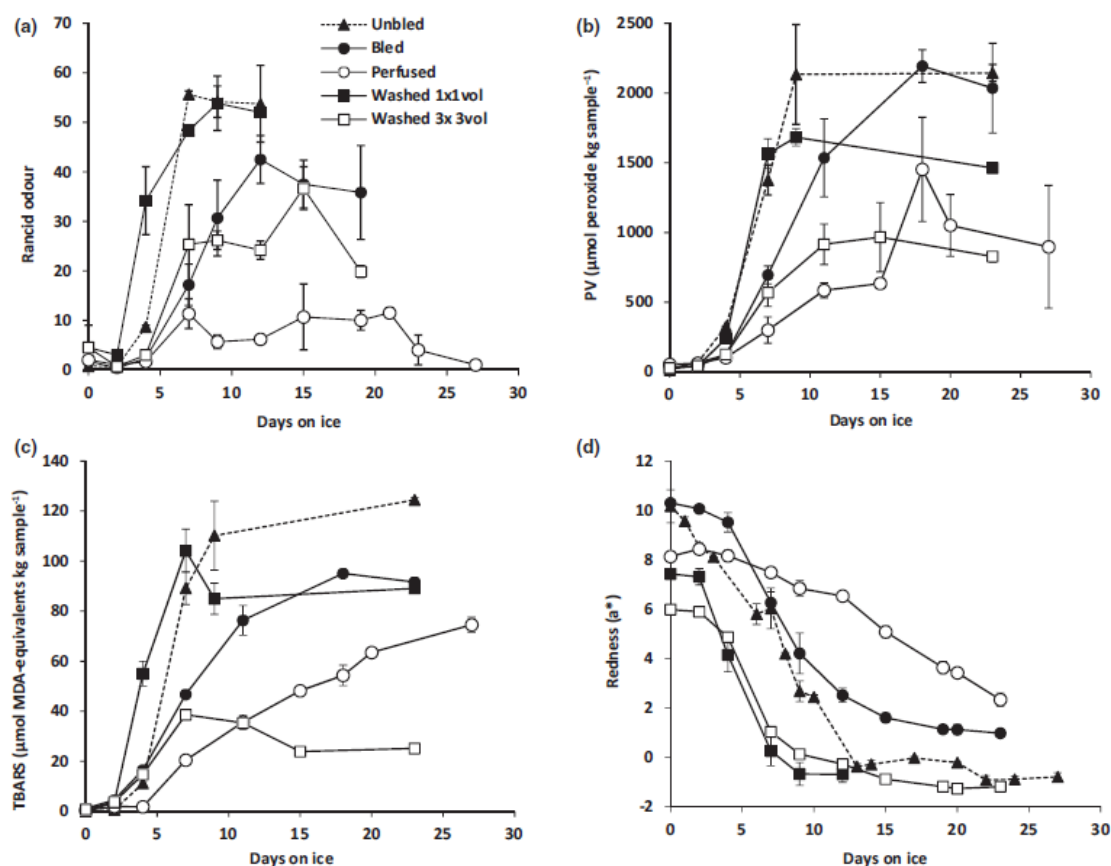 (a)
70
60
50
40
30
20
10
0
Rancid odour
0 5 10 15 20 25 30
Days on ice
Unbled
Bled
Perfused
Washed 1x1vol
Washed 3x 3vol
(b)
2500
2000
1500
1000
500
0
PV (µmol peroxide kg sample⁻¹)
0 5 10 15 20 25 30
Days on ice
(c)
140
120
100
80
60
40
20
0
TBARS (µmol MDA-equivalents kg sample⁻¹)
0 5 10 15 20 25 30
Days on ice
(d)
12
10
8
6
4
2
0
-2
Redness (a*)
0 5 10 15 20 25 30
Days on ice